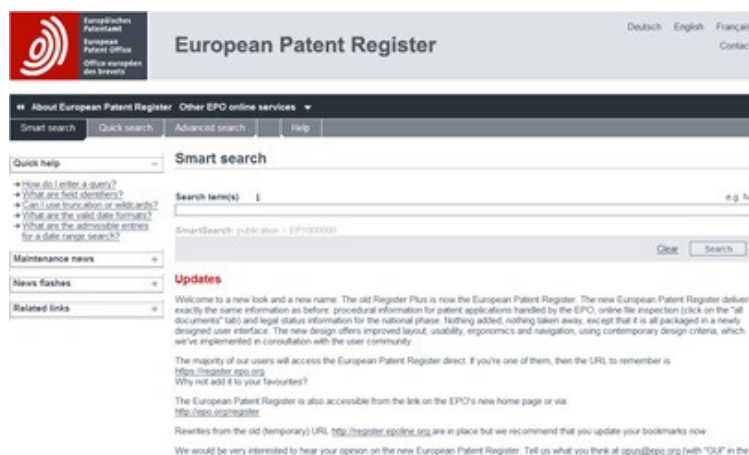 Europäisches
Patentamt
European
Patent Office
Office européen
des brevets
European Patent Register
Deutsch English Français
Contac
About European Patent Register Other EPO online services
Smart search Quick search Advanced search Help
Quick help
How do I enter a query?
What are field identifiers?
Can I use truncation or wildcards?
What are the valid date formats?
What are the admissible entries
for a date range search?
Maintenance news
News flashes
Related links
Smart search
Search term(s) i e.g. N
SmartSearch: publication = EP1000000
Clear Search
Updates
Welcome to a new look and a new name. The old Register Plus is now the European Patent Register. The new European Patent Register deliver
exactly the same information as before: procedural information for patent applications handled by the EPO, online file inspection (click on the "all
documents" tab) and legal status information for the national phase. Nothing added, nothing taken away, except that it is all packaged in a newly
designed user interface. The new design offers improved layout, usability, ergonomics and navigation, using contemporary design criteria, which
we've implemented in consultation with the user community.
The majority of our users will access the European Patent Register direct. If you're one of them, then the URL to remember is
https://register.epo.org
Why not add it to your favourites?
The European Patent Register is also accessible from the link on the EPO's new home page or via:
http://epo.org/register
Rewrites from the old (temporary) URL http://register.epoline.org are in place but we recommend that you update your bookmarks now.
We would be very interested to hear your opinion on the new European Patent Register. Tell us what you think at opus@epo.org (with "GUI" in the